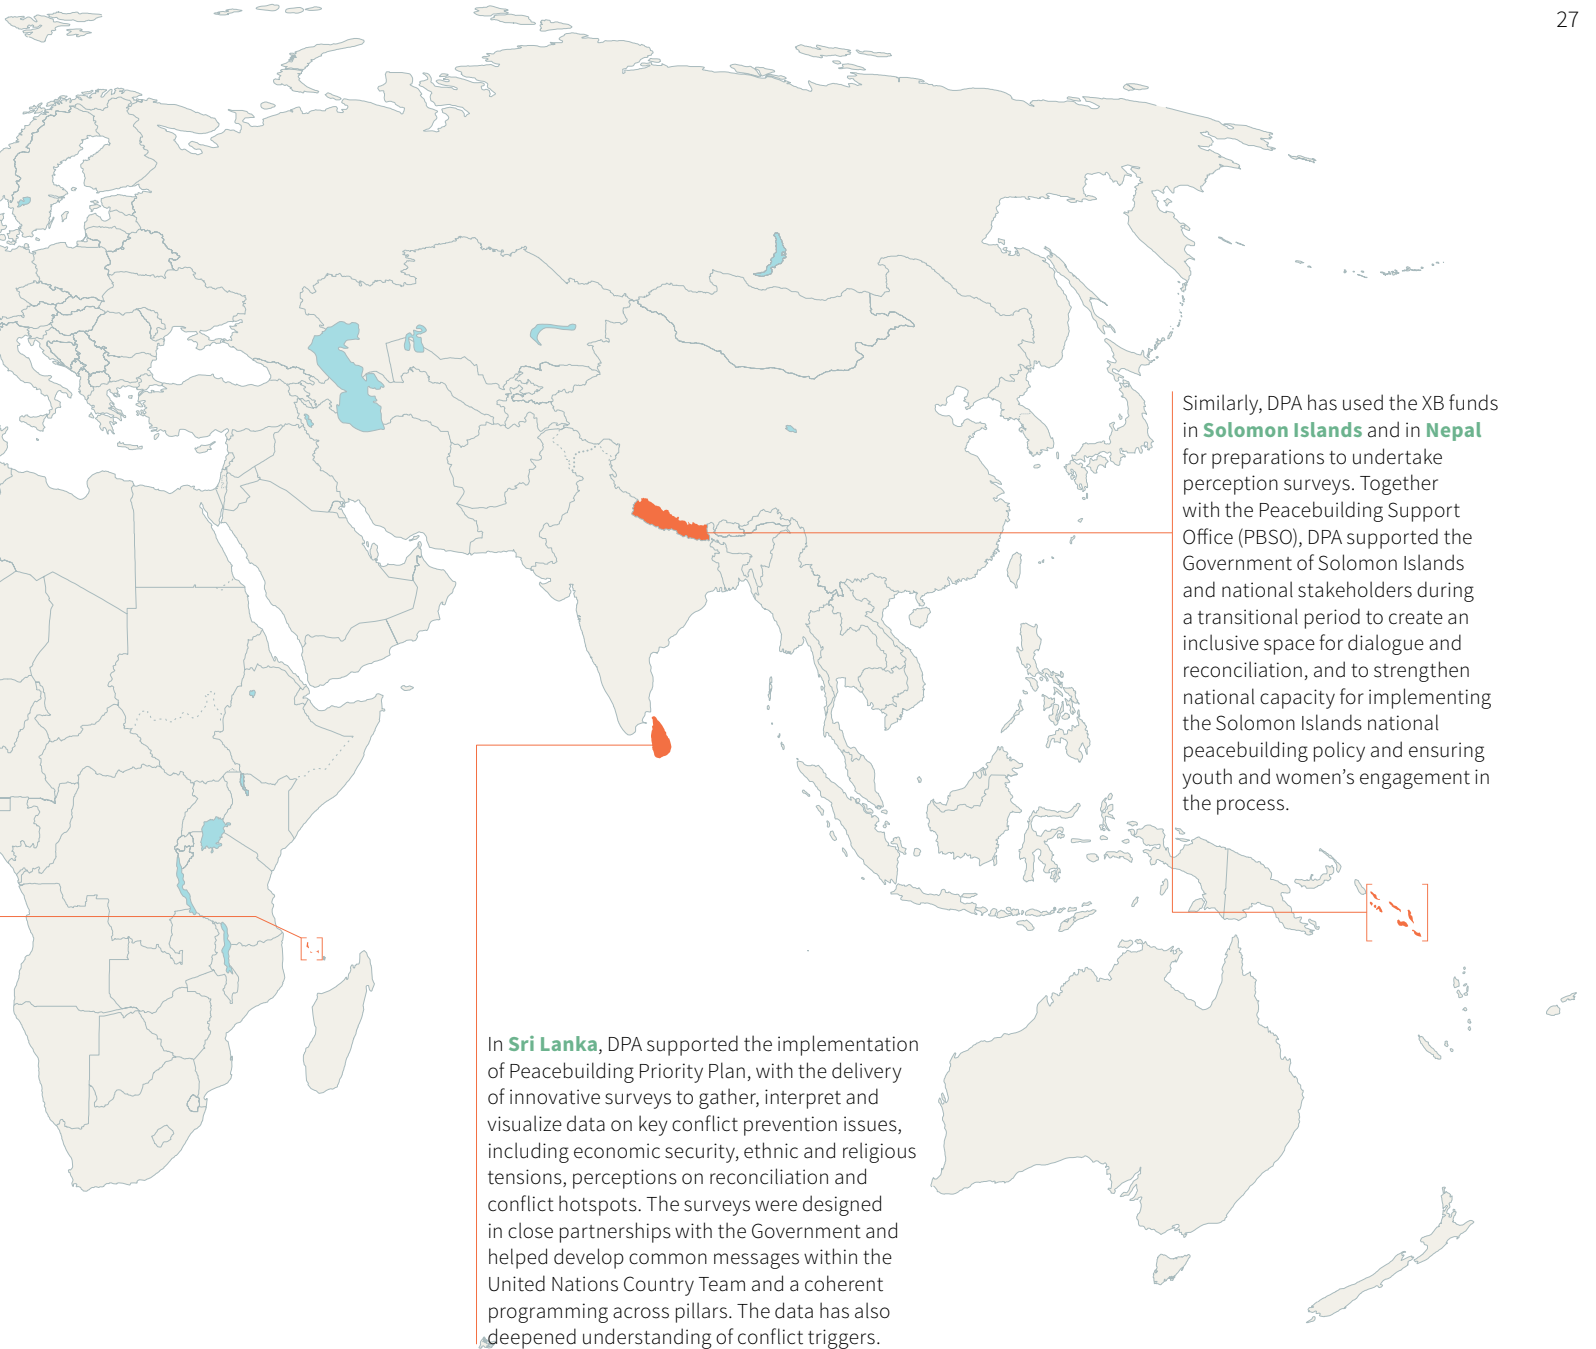 27
Similarly, DPA has used the XB funds
in Solomon Islands and in Nepal
for preparations to undertake
perception surveys. Together
with the Peacebuilding Support
Office (PBSO), DPA supported the
Government of Solomon Islands
and national stakeholders during
a transitional period to create an
inclusive space for dialogue and
reconciliation, and to strengthen
national capacity for implementing
the Solomon Islands national
peacebuilding policy and ensuring
youth and women’s engagement in
the process.
In Sri Lanka, DPA supported the implementation
of Peacebuilding Priority Plan, with the delivery
of innovative surveys to gather, interpret and
visualize data on key conflict prevention issues,
including economic security, ethnic and religious
tensions, perceptions on reconciliation and
conflict hotspots. The surveys were designed
in close partnerships with the Government and
helped develop common messages within the
United Nations Country Team and a coherent
programming across pillars. The data has also
deepened understanding of conflict triggers.